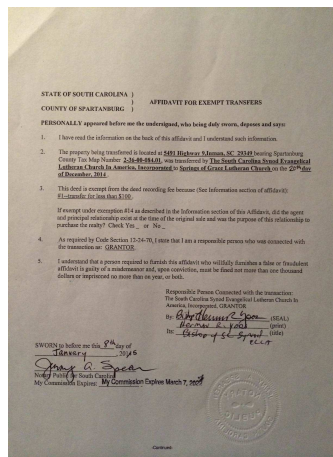 STATE OF SOUTH CAROLINA )
) AFFIDAVIT FOR EXEMPT TRANSFERS
COUNTY OF SPARTANBURG )
PERSONALLY appeared before me the undersigned, who being duly sworn, deposes and says:
1. I have read the information on the back of this affidavit and I understand such information.
2. The property being transferred is located at 5491 Highway 9,Inman, SC 29349 bearing Spartanburg
County Tax Map Number 2-36-00-084.01, was transferred by The South Carolina Synod Evangelical
Lutheran Church In America, Incorporated to Springs of Grace Lutheran Church on the 20th day
of December, 2014.
3. This deed is exempt from the deed recording fee because (See Information section of affidavit):
#1--transfer for less than $100.
If exempt under exemption #14 as described in the Information section of this Affidavit, did the agent
and principal relationship exist at the time of the original sale and was the purpose of this relationship to
purchase the realty? Check Yes _ or No _
4. As required by Code Section 12-24-70, I state that I am a responsible person who was connected with
the transaction as: GRANTOR.
5. I understand that a person required to furnish this affidavit who willfully furnishes a false or fraudulent
affidavit is guilty of a misdemeanor and, upon conviction, must be fined not more than one thousand
dollars or imprisoned not more than one year, or both.
Responsible Person Connected with the transaction:
The South Carolina Synod Evangelical Lutheran Church In
America, Incorporated, GRANTOR
By: (SEAL)
Herman R. Yoos (print)
Its: Bishop of SC Synod (title)
ELCA
SWORN to before me this 8th day of
January, 2015
Notary Public for South Carolina
My Commission Expires: My Commission Expires March 7, 
-Continued-